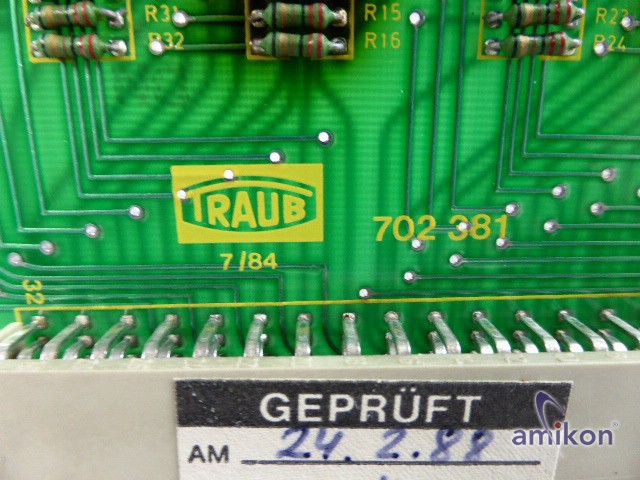 R31 R15 R23
R32 R16 R24
TRAUB
702 381
7/84
32
GEPRÜFT
AM 24. 2. 88
amikon